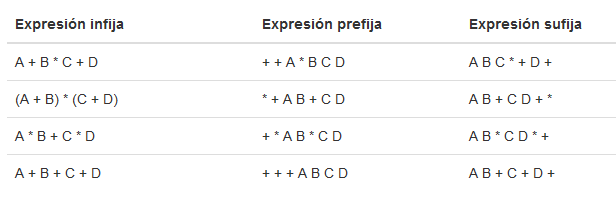 Expresión infija Expresión prefija Expresión sufija
A + B * C + D + + A * B C D A B C * + D +
(A + B) * (C + D) * + A B + C D A B + C D + *
A * B + C * D + * A B * C D A B * C D * +
A + B + C + D + + + A B C D A B + C + D +